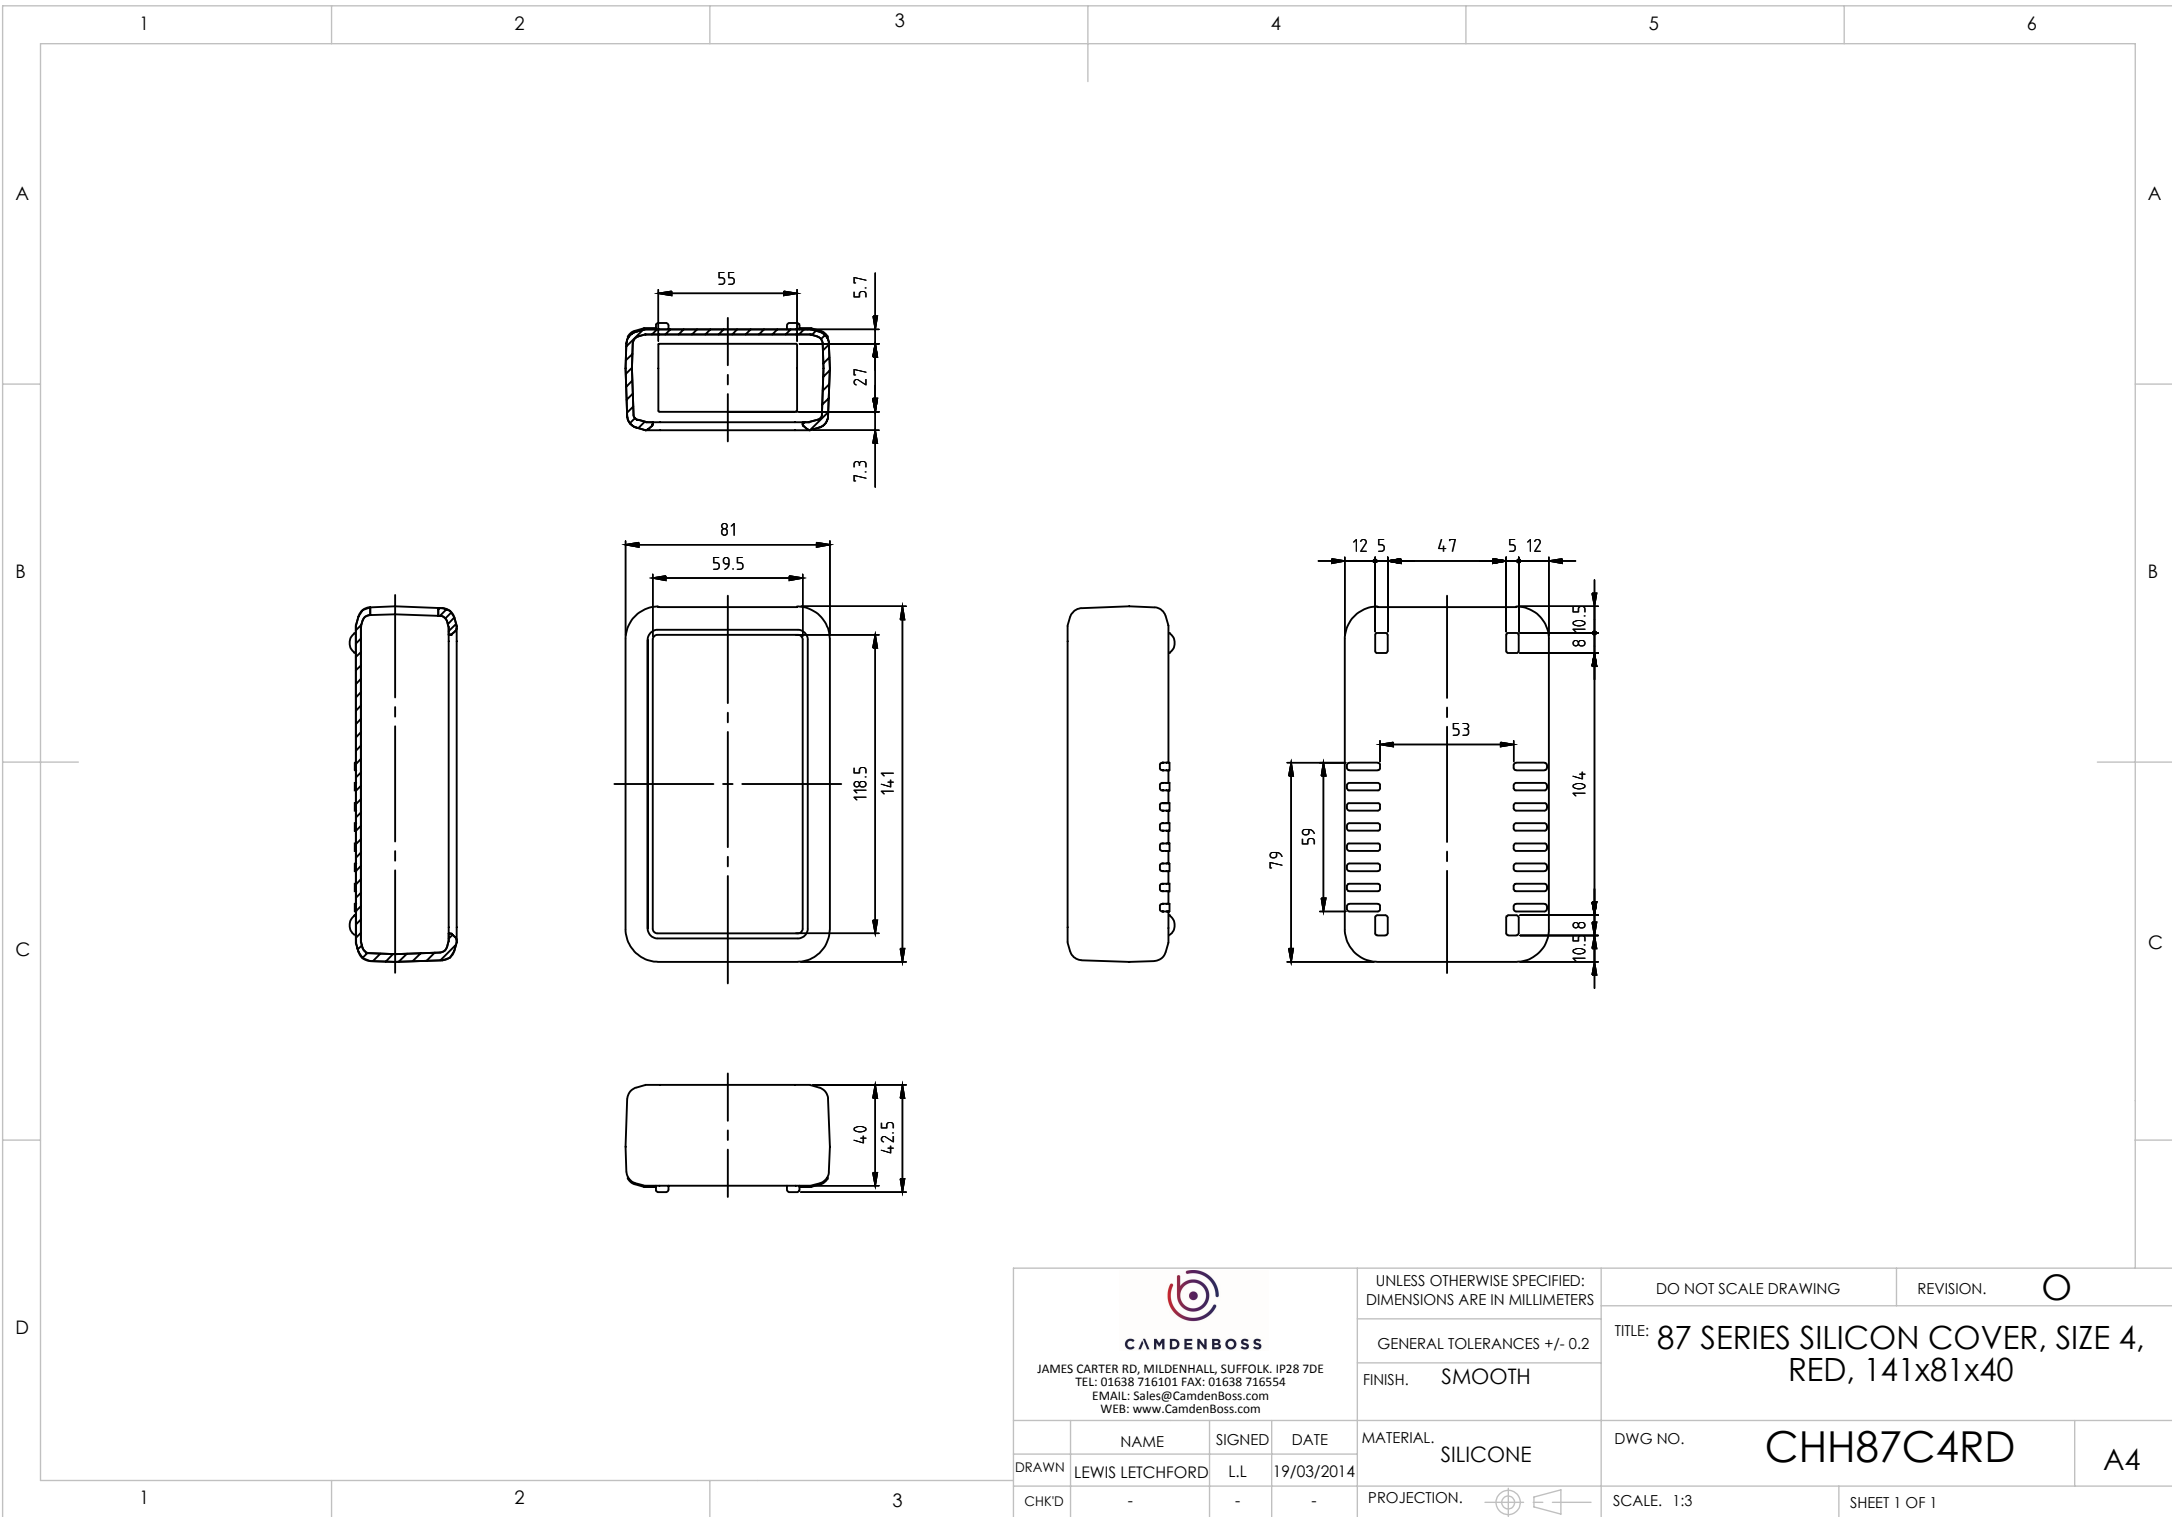 1 2 3 4 5 6
A A
55
5.7
27
7.3
81
59.5
B B
12 5 47 5 12
10.5
8
53
118.5
141
104
59
79
8
10.5
C C
40
42.5
D
CAMDENBOSS
JAMES CARTER RD, MILDENHALL, SUFFOLK. IP28 7DE
TEL: 01638 716101 FAX: 01638 716554
EMAIL: Sales@CamdenBoss.com
WEB: www.CamdenBoss.com
UNLESS OTHERWISE SPECIFIED:
DIMENSIONS ARE IN MILLIMETERS
GENERAL TOLERANCES +/- 0.2
FINISH. SMOOTH
DO NOT SCALE DRAWING
REVISION. O
TITLE: 87 SERIES SILICON COVER, SIZE 4,
RED, 141x81x40
NAME SIGNED DATE
DRAWN LEWIS LETCHFORD L.L 19/03/2014
CHK'D - - -
MATERIAL.
SILICONE
PROJECTION.
DWG NO. CHH87C4RD
A4
SCALE. 1:3
SHEET 1 OF 1
1 2 3